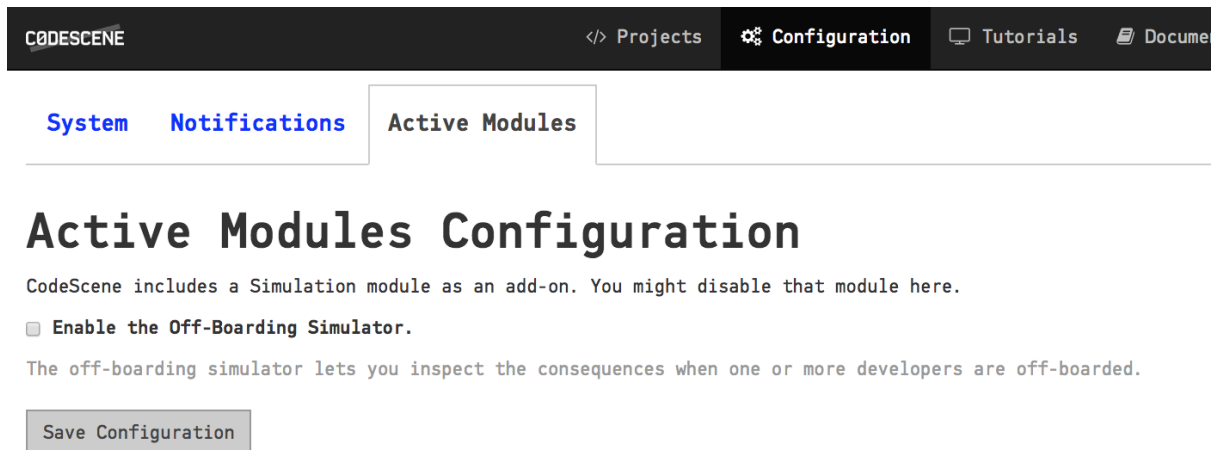 CØDESCENE </> Projects Configuration Tutorials Docume
System Notifications Active Modules
Active Modules Configuration
CodeScene includes a Simulation module as an add-on. You might disable that module here.
Enable the Off-Boarding Simulator.
The off-boarding simulator lets you inspect the consequences when one or more developers are off-boarded.
Save Configuration